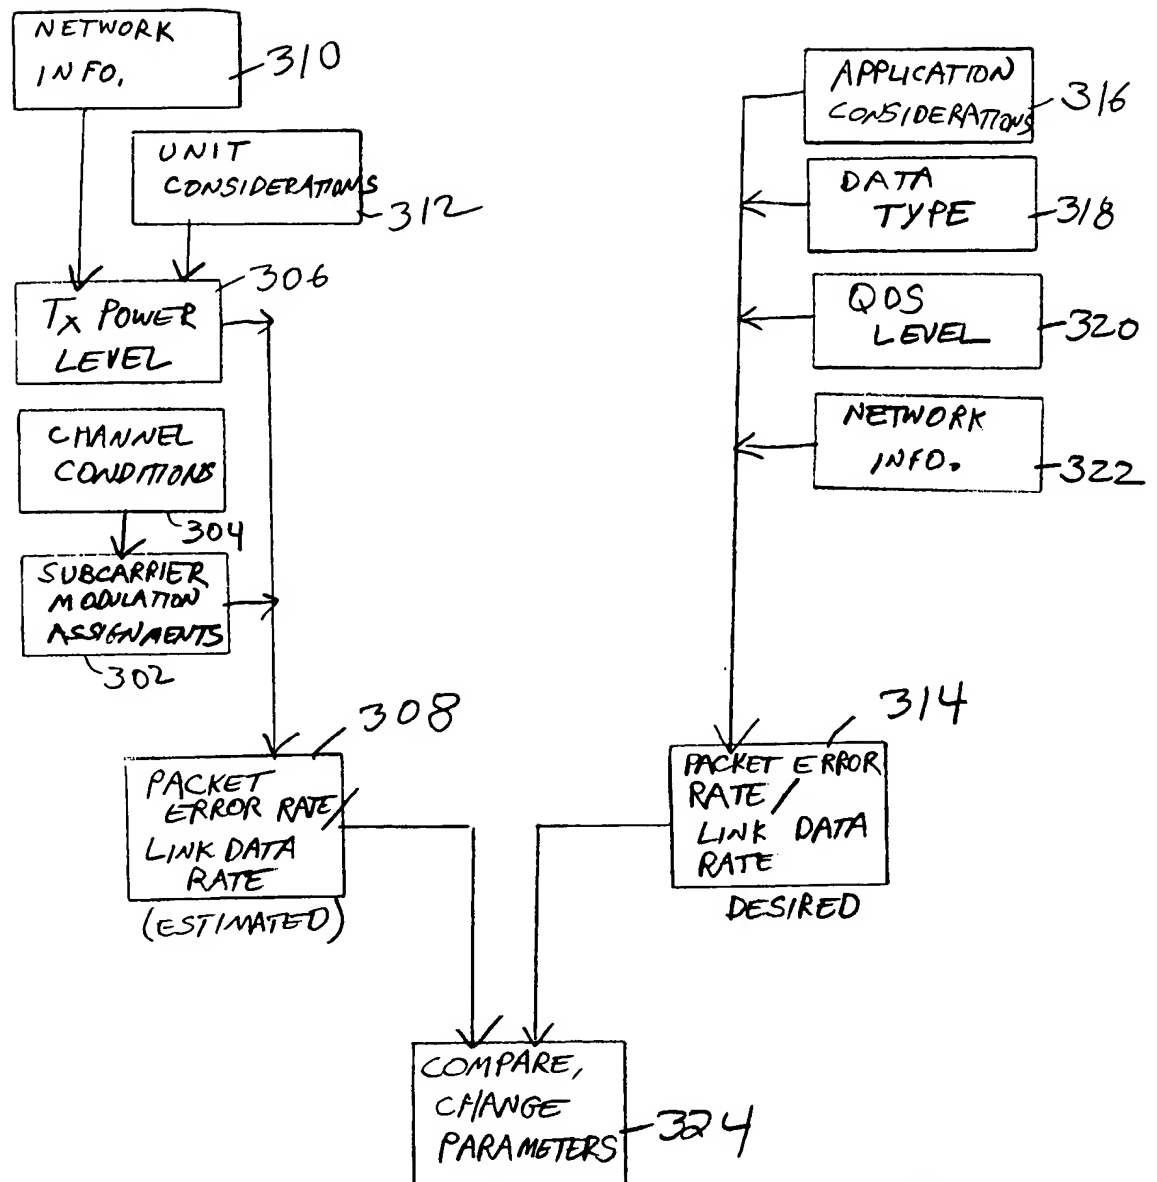 NETWORK
INFO.
310
UNIT
CONSIDERATIONS
312
306
Tx POWER
LEVEL
CHANNEL
CONDITIONS
304
SUBCARRIER
MODULATION
ASSIGNMENTS
302
308
PACKET
ERROR RATE/
LINK DATA
RATE
(ESTIMATED)
APPLICATION
CONSIDERATIONS
316
DATA
TYPE
318
QOS
LEVEL
320
NETWORK
INFO.
322
314
PACKET ERROR
RATE /
LINK DATA
RATE
DESIRED
COMPARE,
CHANGE
PARAMETERS
324